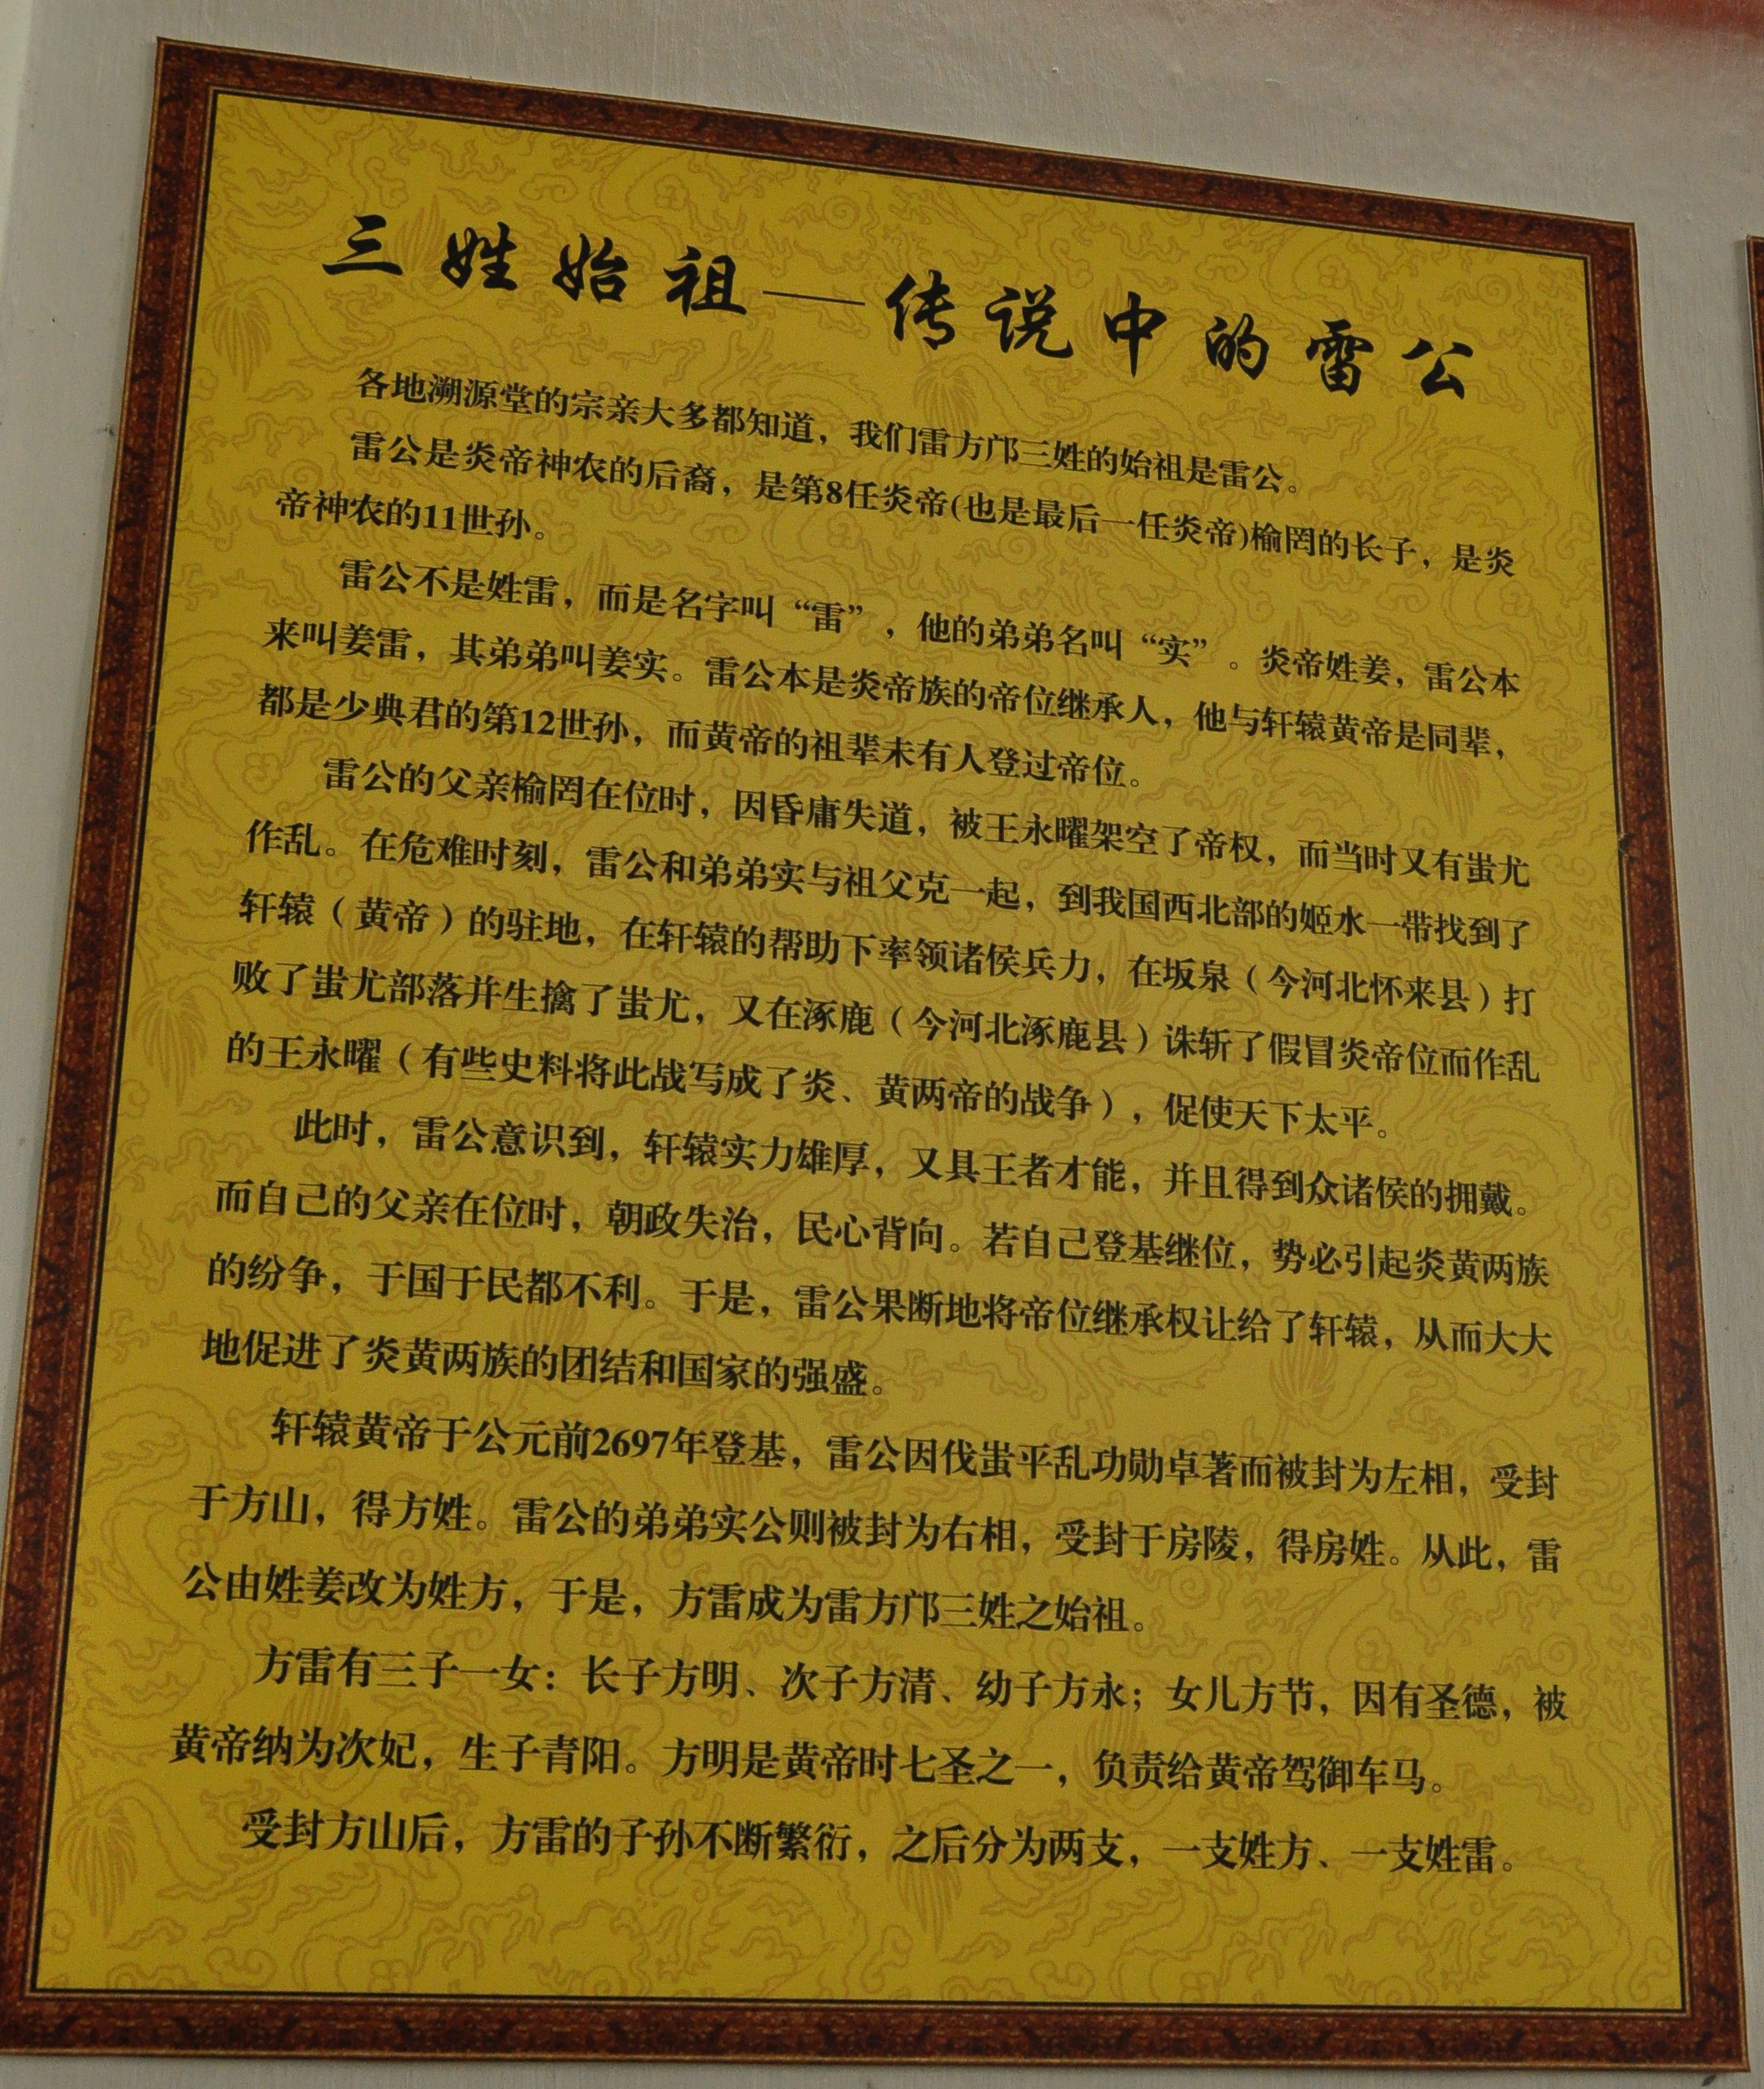 三姓始祖——传说中的雷公
各地溯源堂的宗亲大多都知道，我们雷方邝三姓的始祖是雷公。
雷公是炎帝神农的后裔，是第8任炎帝(也是最后一任炎帝)榆罔的长子，是炎
帝神农的11世孙。
雷公不是姓雷，而是名字叫“雷”，他的弟弟名叫“实”。炎帝姓姜，雷公本
来叫姜雷，其弟弟叫姜实。雷公本是炎帝族的帝位继承人，他与轩辕黄帝是同辈，
都是少典君的第12世孙，而黄帝的祖辈未有人登过帝位。
雷公的父亲榆罔在位时，因昏庸失道，被王永曜架空了帝权，而当时又有蚩尤
作乱。在危难时刻，雷公和弟弟实与祖父克一起，到我国西北部的姬水一带找到了
轩辕（黄帝）的驻地，在轩辕的帮助下率领诸侯兵力，在坂泉（今河北怀来县）打
败了蚩尤部落并生擒了蚩尤，又在涿鹿（今河北涿鹿县）诛斩了假冒炎帝位而作乱
的王永曜（有些史料将此战写成了炎、黄两帝的战争），促使天下太平。
此时，雷公意识到，轩辕实力雄厚，又具王者才能，并且得到众诸侯的拥戴。
而自己的父亲在位时，朝政失治，民心背向。若自己登基继位，势必引起炎黄两族
的纷争，于国于民都不利。于是，雷公果断地将帝位继承权让给了轩辕，从而大大
地促进了炎黄两族的团结和国家的强盛。
轩辕黄帝于公元前2697年登基，雷公因伐蚩平乱功勋卓著而被封为左相，受封
于方山，得方姓。雷公的弟弟实公则被封为右相，受封于房陵，得房姓。从此，雷
公由姓姜改为姓方，于是，方雷成为雷方邝三姓之始祖。
方雷有三子一女：长子方明、次子方清、幼子方永；女儿方节，因有圣德，被
黄帝纳为次妃，生子青阳。方明是黄帝时七圣之一，负责给黄帝驾御车马。
受封方山后，方雷的子孙不断繁衍，之后分为两支，一支姓方、一支姓雷。